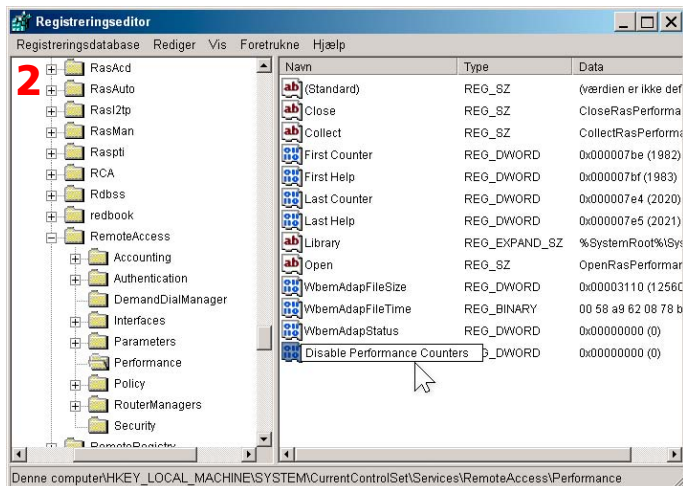 Registreringseditor
Registreringsdatabase Rediger Vis Foretrukne Hjælp
2
RasAcd
RasAuto
Rasl2tp
RasMan
Raspti
RCA
Rdbss
redbook
RemoteAccess
Accounting
Authentication
DemandDialManager
Interfaces
Parameters
Performance
Policy
RouterManagers
Security
RemoteRegistry
Navn Type Data
(Standard) REG_SZ (værdien er ikke def
Close REG_SZ CloseRasPerforma
Collect REG_SZ CollectRasPerforma
First Counter REG_DWORD 0x000007be (1982)
First Help REG_DWORD 0x000007bf (1983)
Last Counter REG_DWORD 0x000007e4 (2020)
Last Help REG_DWORD 0x000007e5 (2021)
Library REG_EXPAND_SZ %SystemRoot%\Sys
Open REG_SZ OpenRasPerformar
WbemAdapFileSize REG_DWORD 0x00003110 (1256
WbemAdapFileTime REG_BINARY 00 58 a9 62 08 78 b
WbemAdapStatus REG_DWORD 0x00000000 (0)
Disable Performance Counters G_DWORD 0x00000000 (0)
Denne computer\HKEY_LOCAL_MACHINE\SYSTEM\CurrentControlSet\Services\RemoteAccess\Performance